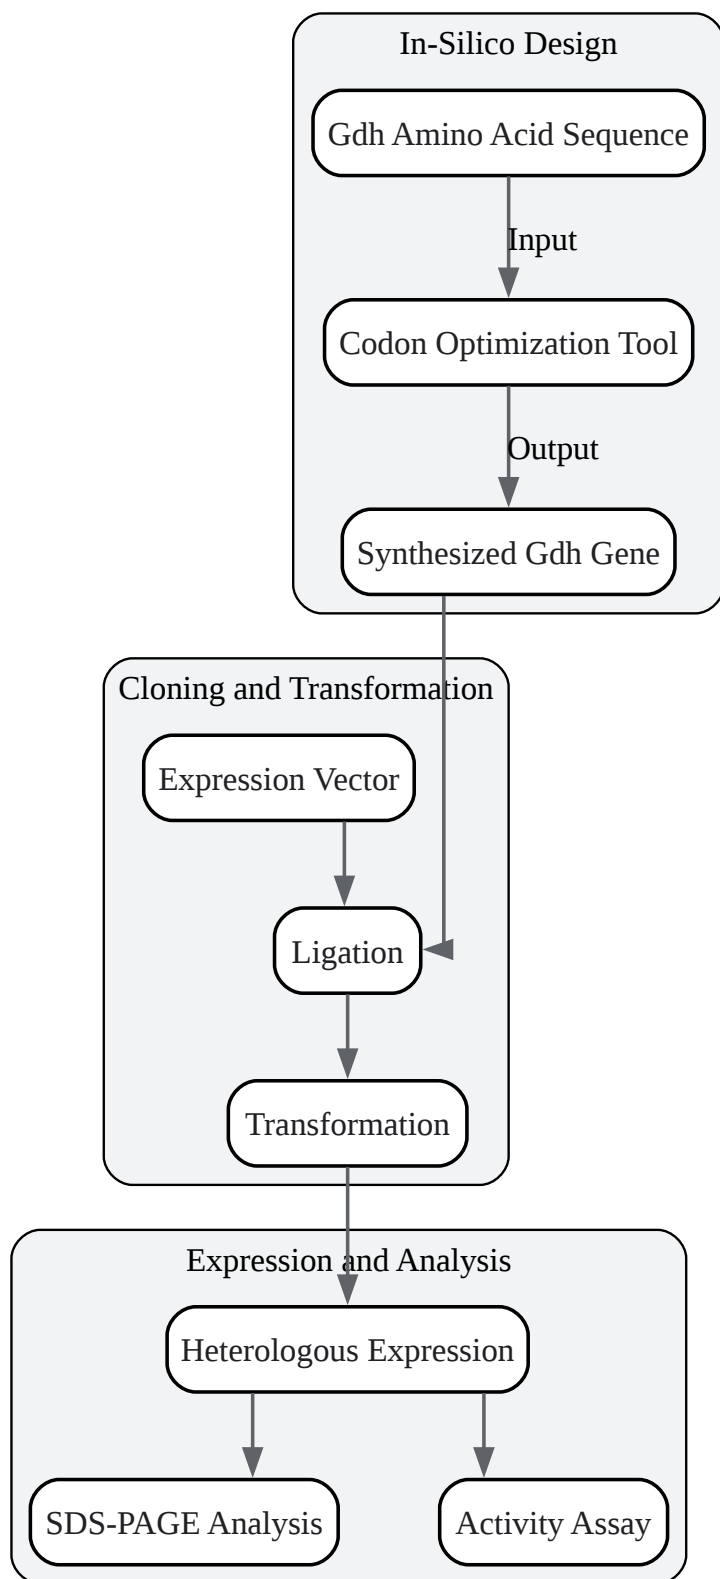 In-Silico Design
Gdh Amino Acid Sequence
Input
Codon Optimization Tool
Output
Synthesized Gdh Gene
Cloning and Transformation
Expression Vector
Ligation
Transformation
Expression and Analysis
Heterologous Expression
SDS-PAGE Analysis
Activity Assay